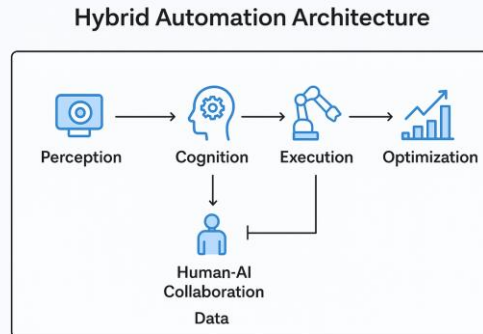 Hybrid Automation Architecture
Perception
Cognition
Execution
Optimization
Human-AI
Collaboration
Data